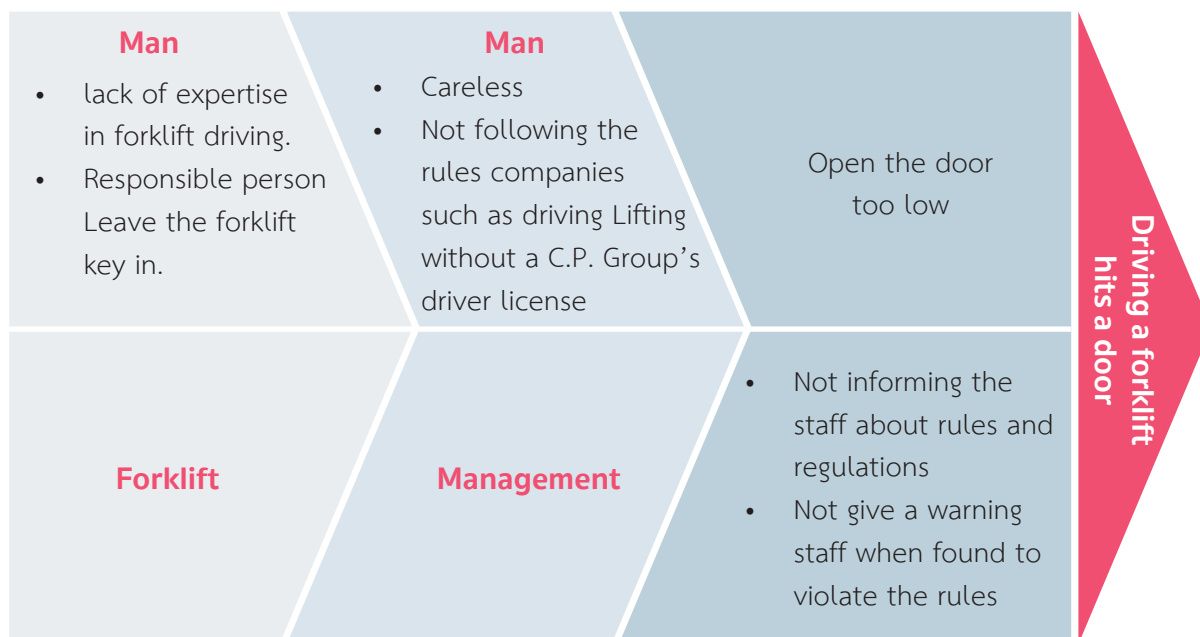 Man
• lack of expertise
in forklift driving.
• Responsible person
Leave the forklift
key in.
Man
• Careless
• Not following the
rules companies
such as driving Lifting
without a C.P. Group’s
driver license
Open the door
too low
Forklift
Management
• Not informing the
staff about rules and
regulations
• Not give a warning
staff when found to
violate the rules
Driving a forklift
hits a door